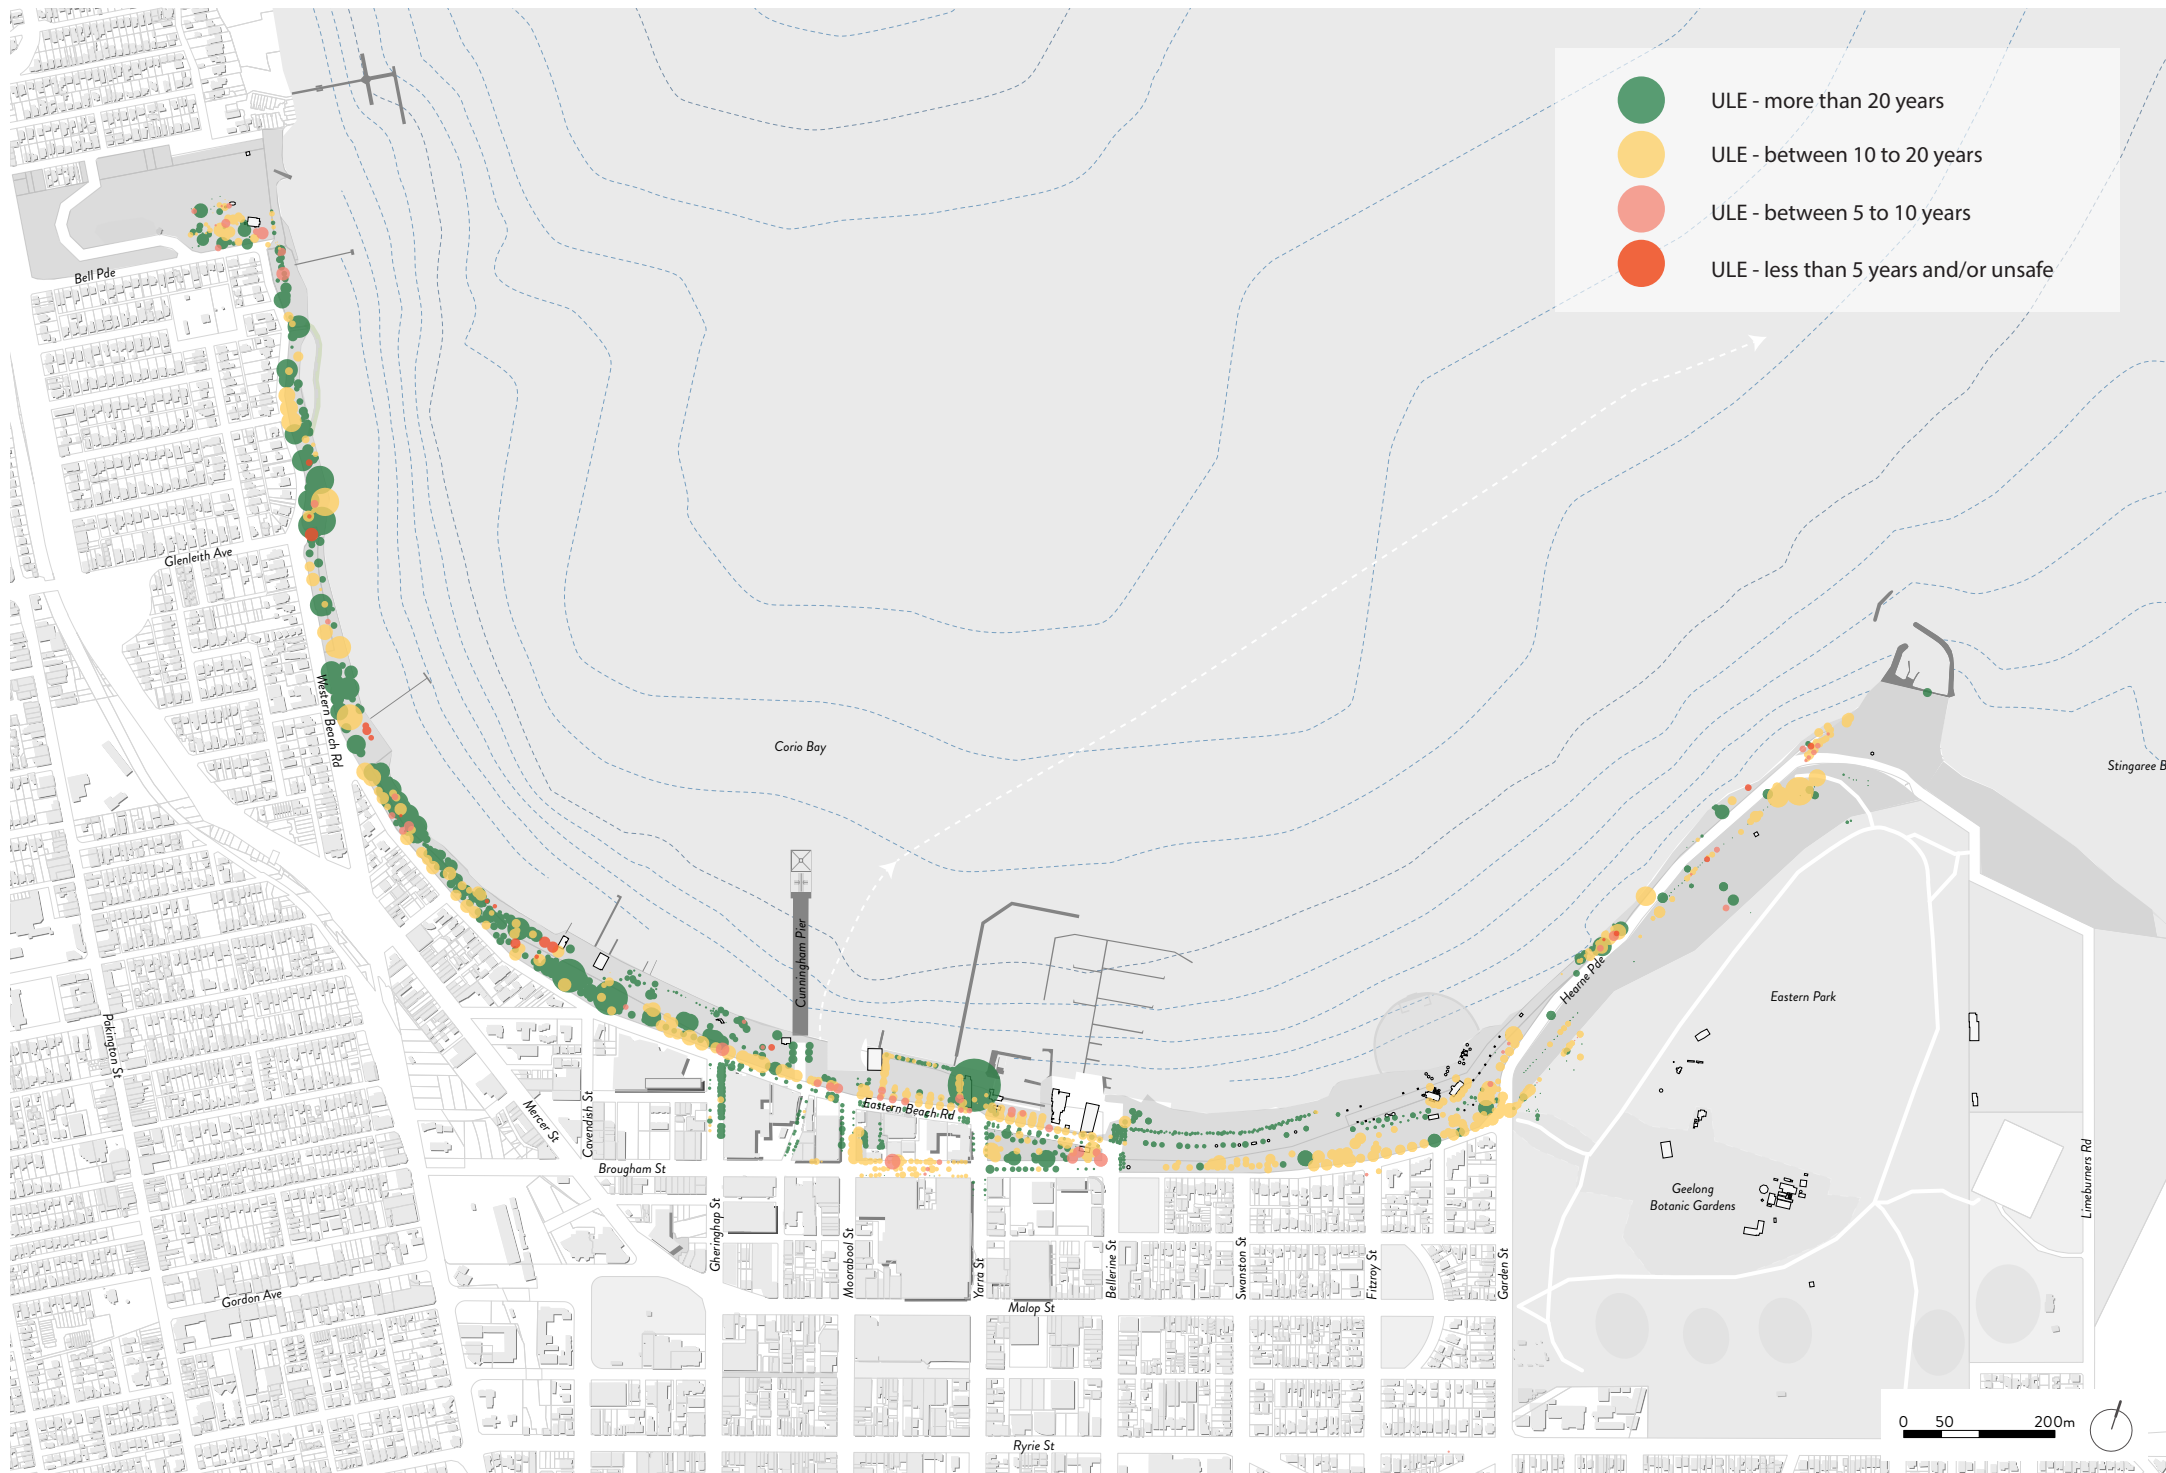 ULE - more than 20 years
ULE - between 10 to 20 years
ULE - between 5 to 10 years
ULE - less than 5 years and/or unsafe
Bell Pde
Glenleith Ave
Western Beach Rd
Corio Bay
Stingaree B
Cunningham Pier
Hearne Pde
Eastern Park
Pakington St
Mercer St
Cavendish St
Eastern Beach Rd
Brougham St
Geelong
Botanic Gardens
Limeburners Rd
Gheringhap St
Moorabool St
Yarra St
Bellerine St
Swanston St
Fitzroy St
Garden St
Gordon Ave
Malop St
Ryrie St
0 50 200m